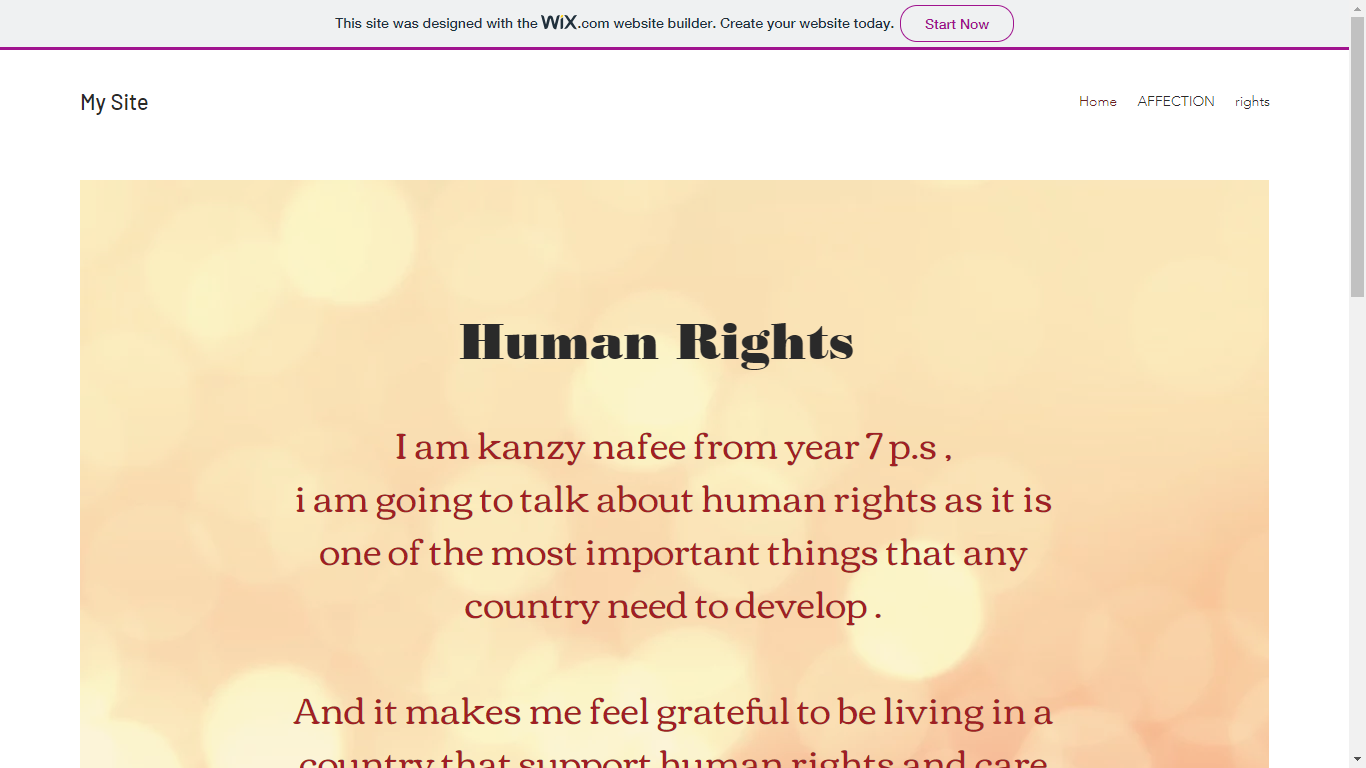 This site was designed with the WiX.com website builder. Create your website today. Start Now
My Site
Home AFFECTION rights
Human Rights
I am kanzy nafee from year 7 p.s ,
i am going to talk about human rights as it is
one of the most important things that any
country need to develop .
And it makes me feel grateful to be living in a
country that support human rights and care